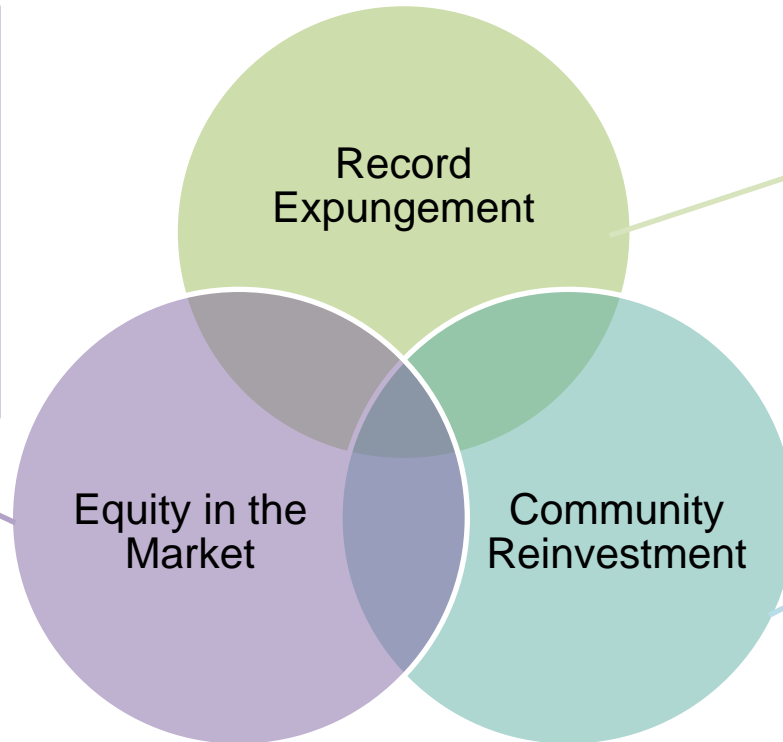 Record
Expungement
Equity in the
Market
Community
Reinvestment